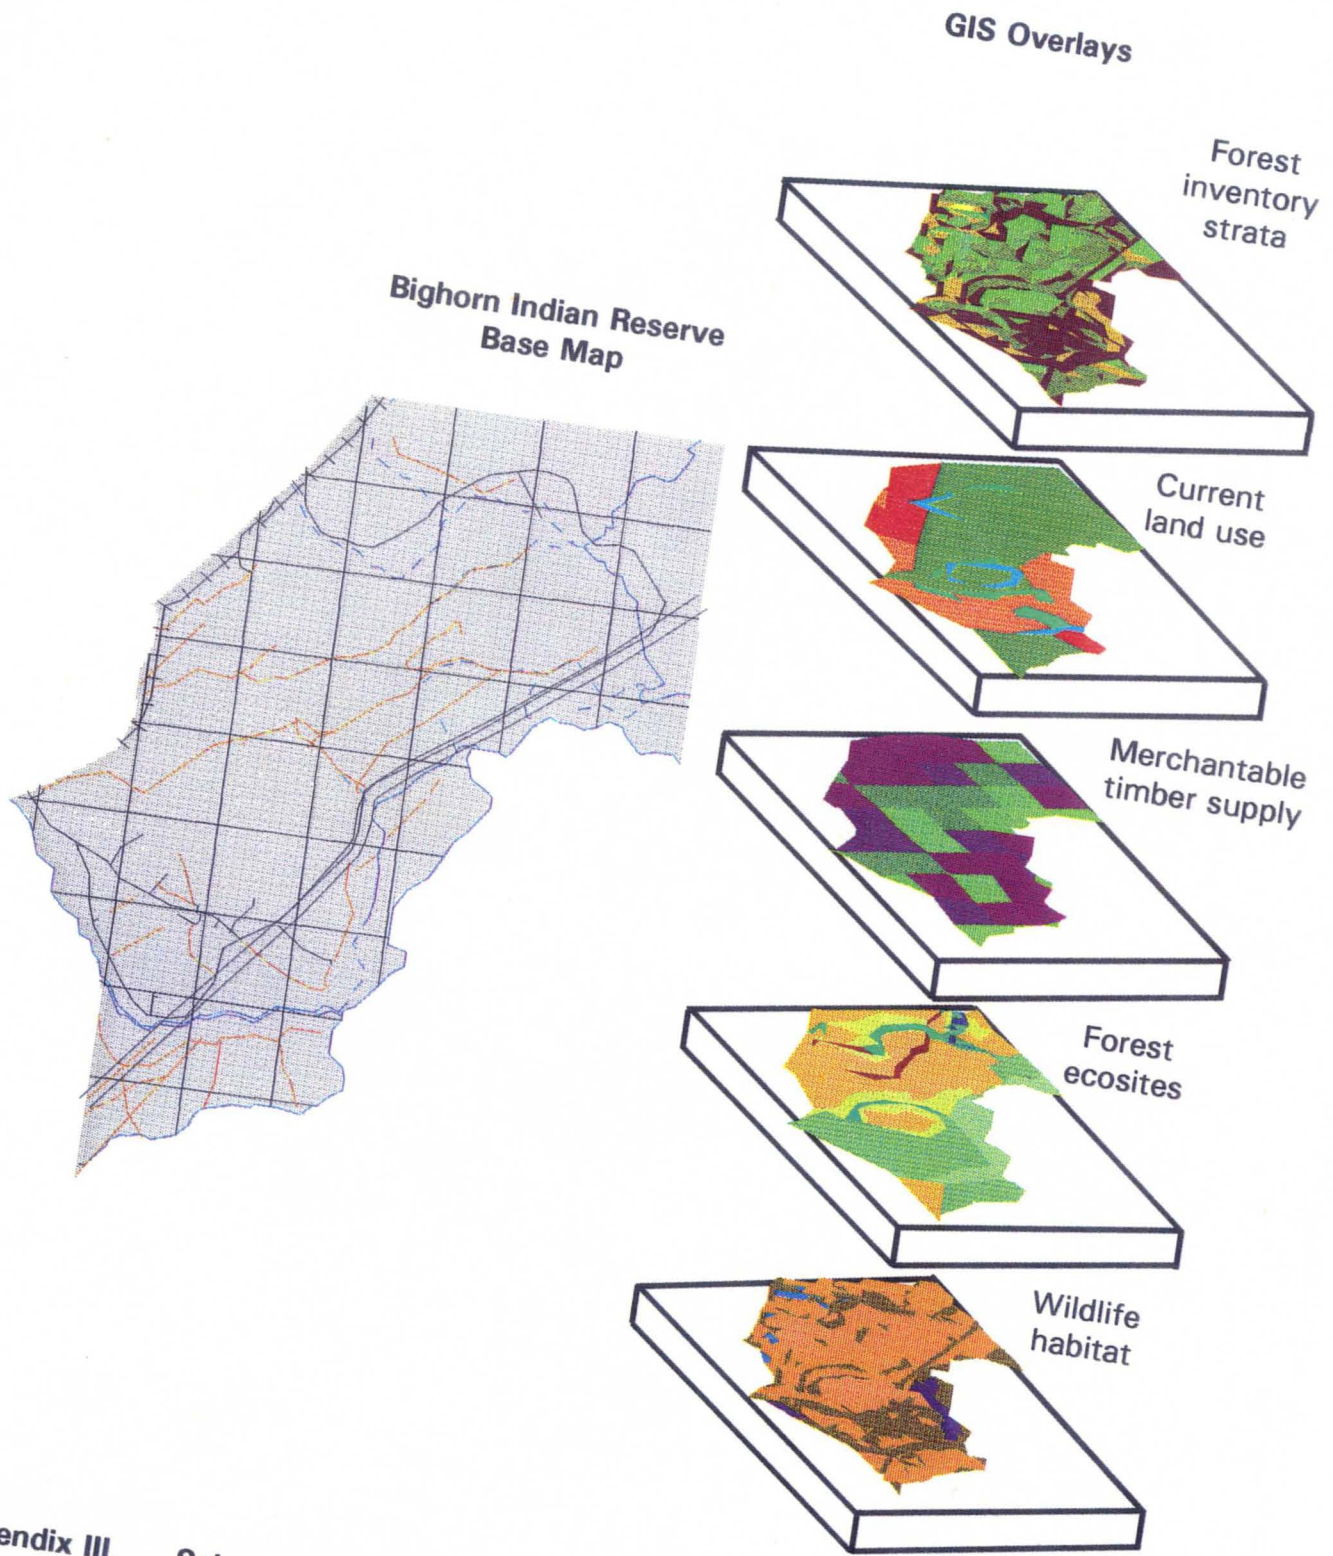 GIS Overlays
Forest
inventory
strata
Bighorn Indian Reserve
Base Map
Current
land use
Merchantable
timber supply
Forest
ecosites
Wildlife
habitat
III